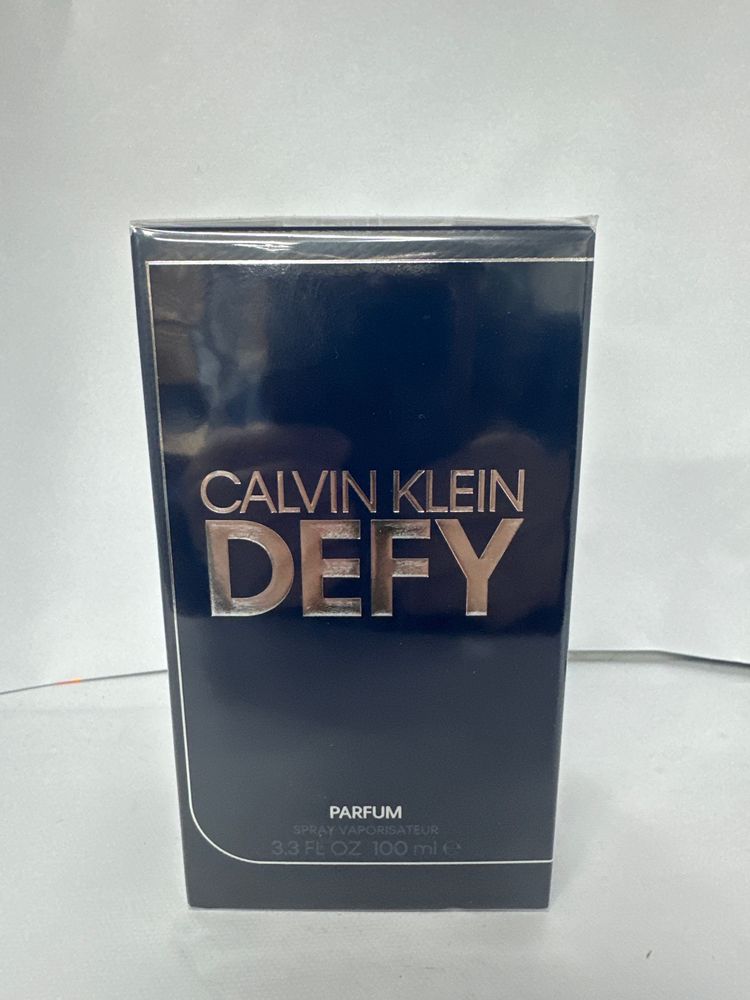 CALVIN KLEIN
DEFY
PARFUM
SPRAY VAPORISATEUR
3.3 FL OZ 100 ml ℮